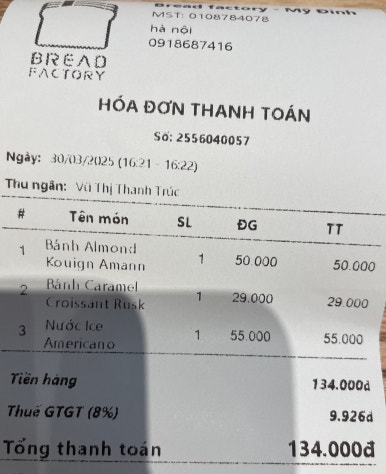 BREAD
FACTORY
Bread factory - Mỹ Đình
MST: 0108784078
hà nội
0918687416
HÓA ĐƠN THANH TOÁN
Số: 2556040057
Ngày: 30/03/2025 (16:21 - 16:22)
Thu ngân: Vũ Thị Thanh Trúc
# Tên món SL ĐG TT
1 Bánh Almond Kouign Amann 1 50.000 50.000
2 Bánh Caramel Croissant Rusk 1 29.000 29.000
3 Nước Ice Americano 1 55.000 55.000
Tiền hàng 134.000đ
Thuế GTGT (8%) 9.926đ
Tổng thanh toán 134.000đ